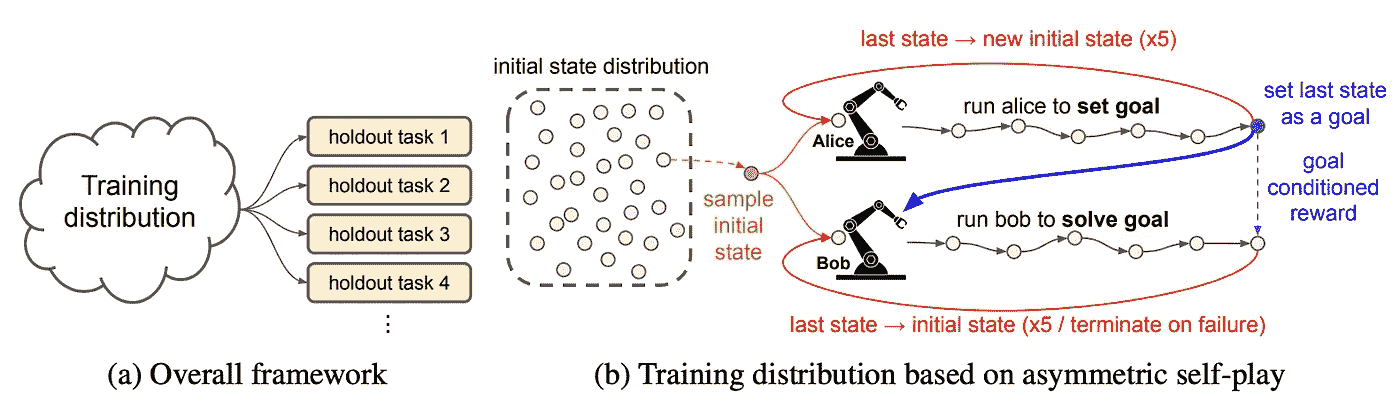 Training
distribution
holdout task 1
holdout task 2
holdout task 3
holdout task 4
⋮
(a) Overall framework
initial state distribution
sample
initial
state
last state → new initial state (x5)
Alice
run alice to set goal
set last state
as a goal
goal
conditioned
reward
Bob
run bob to solve goal
last state → initial state (x5 / terminate on failure)
(b) Training distribution based on asymmetric self-play